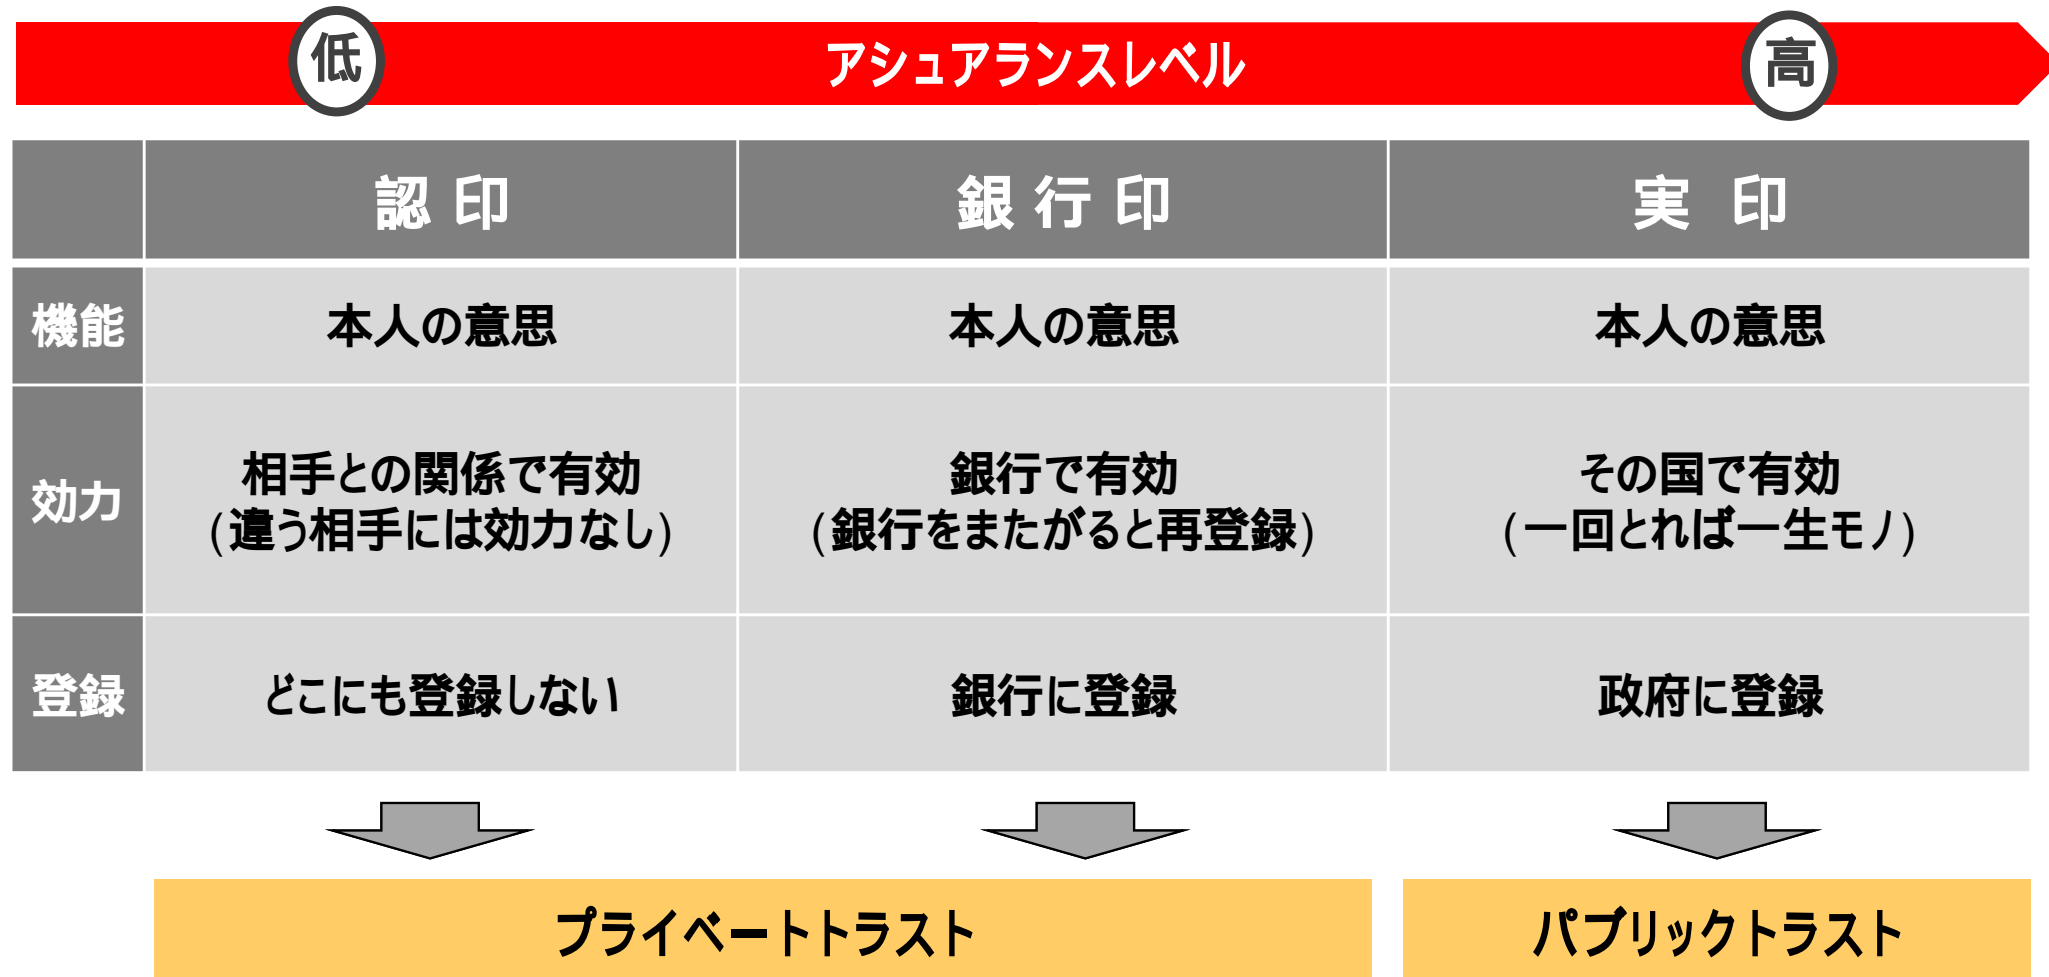 低 アシュアランスレベル 高
認 印 銀 行 印 実 印
機能 本人の意思 本人の意思 本人の意思
効力 相手との関係で有効 銀行で有効 その国で有効
(違う相手には効力なし) (銀行をまたがると再登録) (一回とれば一生モノ)
登録 どこにも登録しない 銀行に登録 政府に登録
プライベートトラスト パブリックトラスト